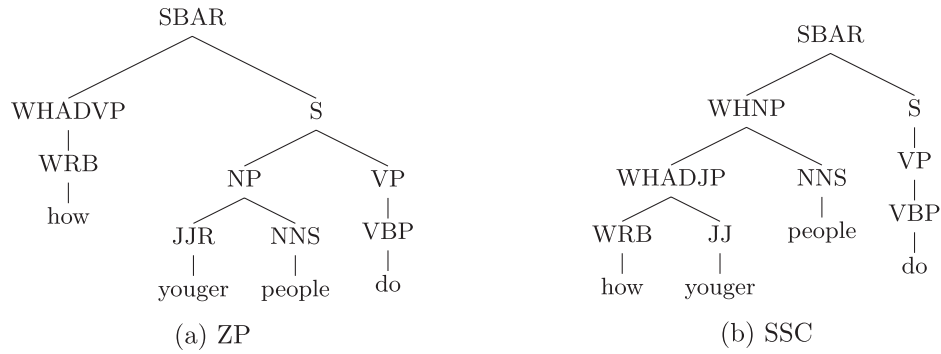 SBAR
WHADVP S
WRB NP VP
how JJR NNS VBP
youger people do
(a) ZP
SBAR
WHNP S
WHADJP NNS VP
WRB JJ people VBP
how youger do
(b) SSC